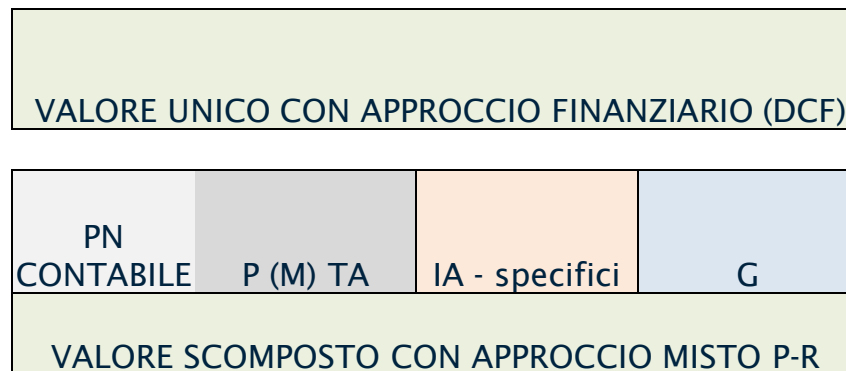 VALORE UNICO CON APPROCCIO FINANZIARIO (DCF)
PN
CONTABILE P (M) TA IA - specifici G
VALORE SCOMPOSTO CON APPROCCIO MISTO P-R